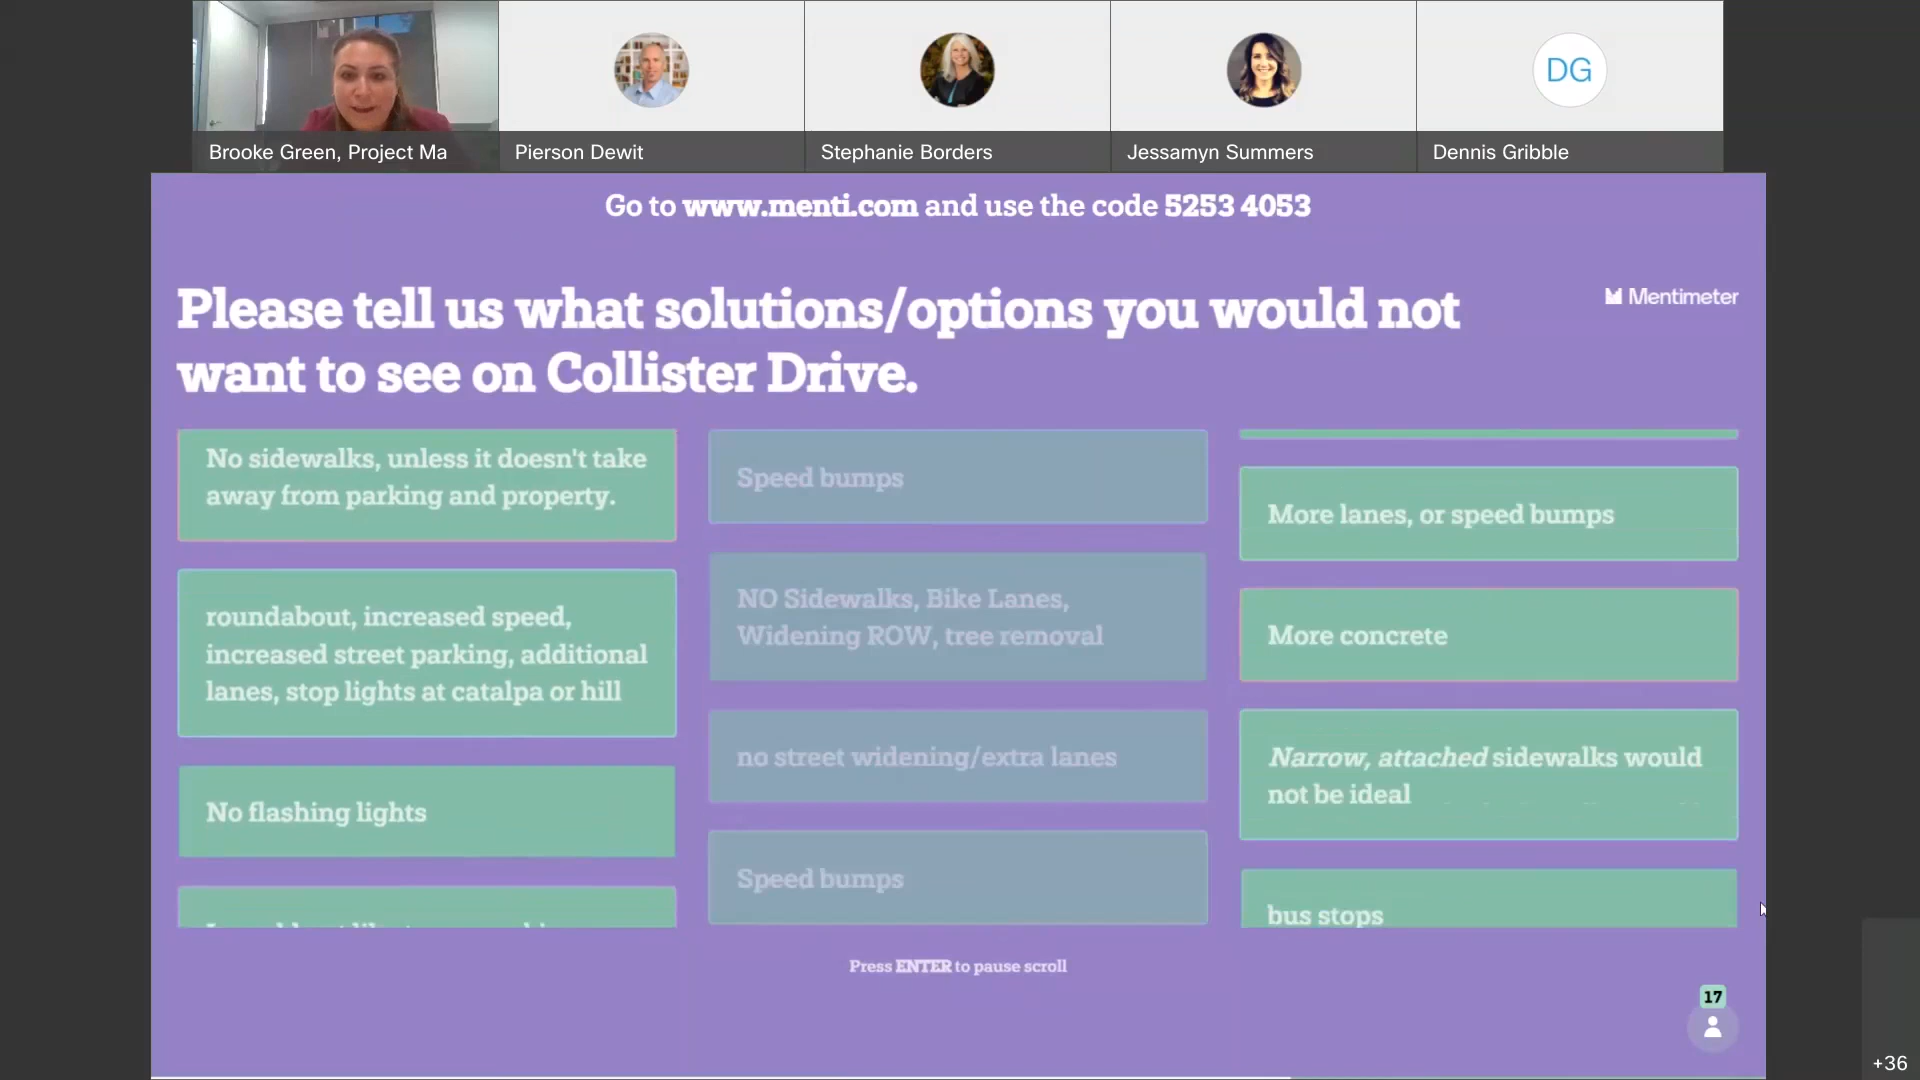 DG
Brooke Green, Project Ma
Pierson Dewit
Stephanie Borders
Jessamyn Summers
Dennis Gribble
Go to www.menti.com and use the code 5253 4053
Please tell us what solutions/options you would not
want to see on Collister Drive.
Mentimeter
No sidewalks, unless it doesn't take
away from parking and property.
roundabout, increased speed,
increased street parking, additional
lanes, stop lights at catalpa or hill
No flashing lights
Speed bumps
NO Sidewalks, Bike Lanes,
Widening ROW, tree removal
no street widening/extra lanes
Speed bumps
More lanes, or speed bumps
More concrete
Narrow, attached sidewalks would
not be ideal
bus stops
Press ENTER to pause scroll
17
+36